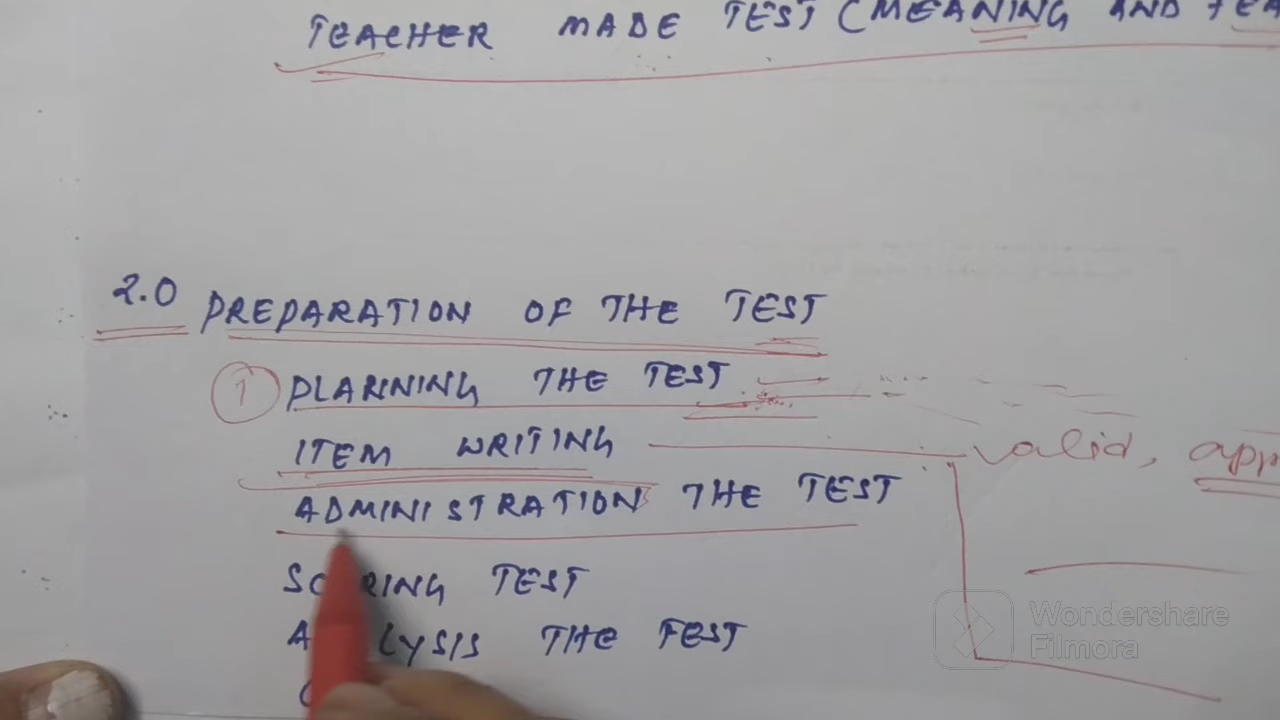 TEACHER MADE TEST (MEANING AND
2.0 PREPARATION OF THE TEST
1 PLANNING THE TEST
ITEM WRITING valid,
ADMINISTRATION THE TEST
TEST
THE TEST
Wondershare
Filmora